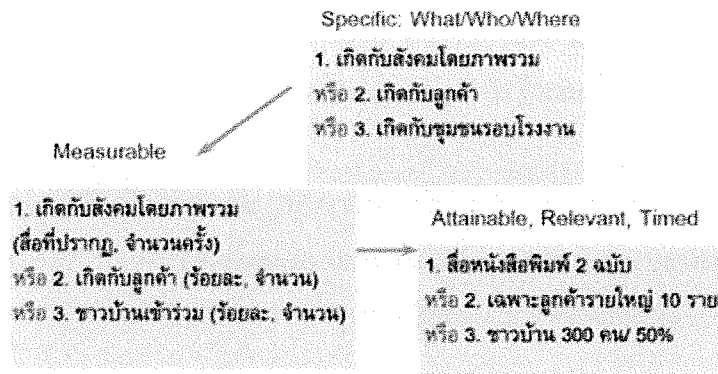 Specific: What/Who/Where
1. เกิดกับสังคมโดยภาพรวม
หรือ 2. เกิดกับลูกค้า
หรือ 3. เกิดกับชุมชนรอบโรงงาน
Measurable
1. เกิดกับสังคมโดยภาพรวม
(สื่อที่ปรากฏ, จำนวนครั้ง)
หรือ 2. เกิดกับลูกค้า (ร้อยละ, จำนวน)
หรือ 3. ชาวบ้านเข้าร่วม (ร้อยละ, จำนวน)
Attainable, Relevant, Timed
1. สื่อหนังสือพิมพ์ 2 ฉบับ
หรือ 2. เฉพาะลูกค้ารายใหญ่ 10 ราย
หรือ 3. ชาวบ้าน 300 คน/ 50%